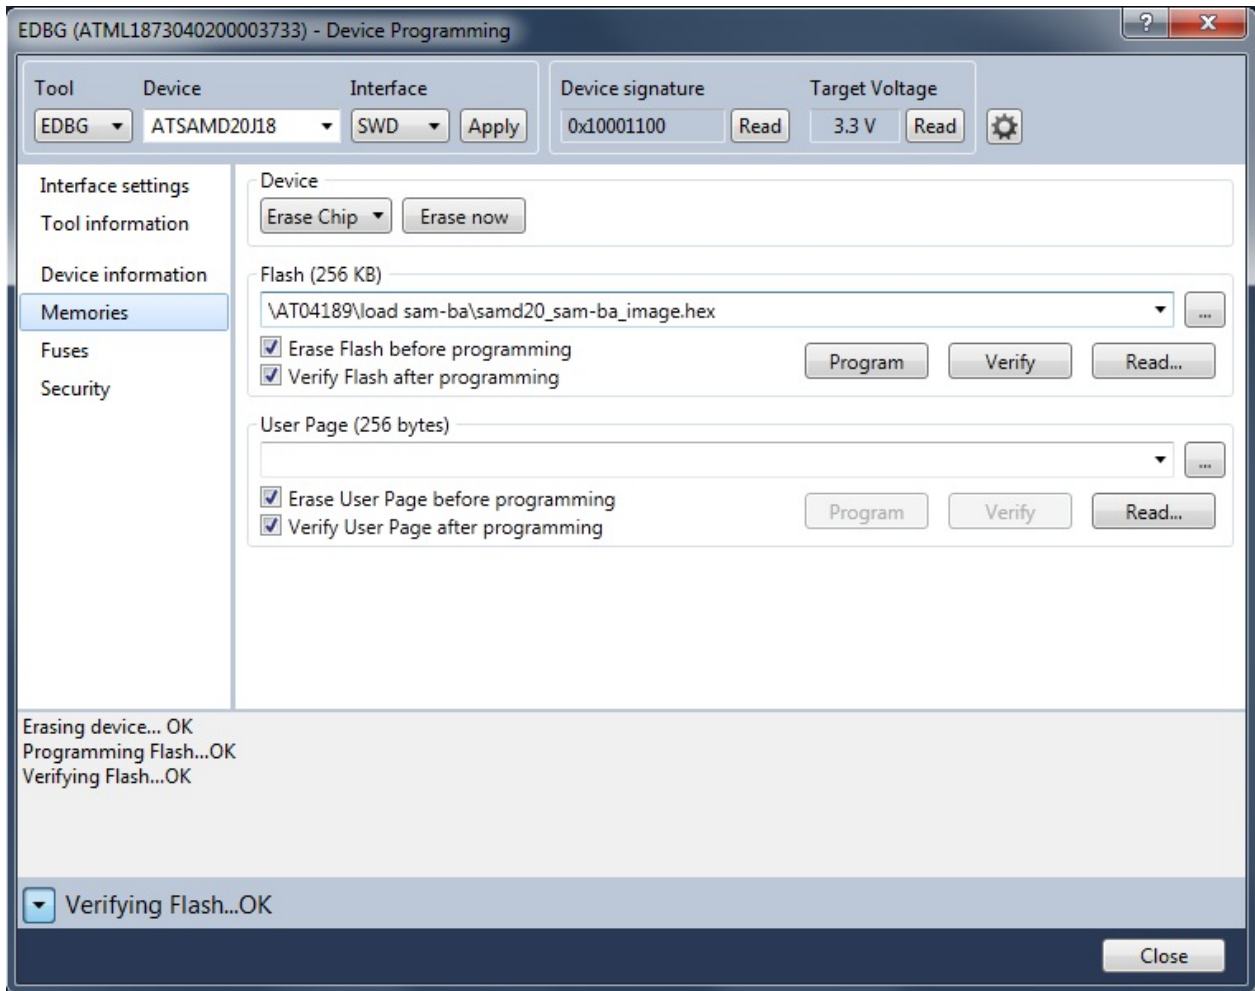 EDBG (ATML1873040200003733) - Device Programming
?
X
Tool Device Interface Device signature Target Voltage
EDBG ATSAMD20J18 SWD Apply 0x10001100 Read 3.3 V Read
Interface settings
Tool information
Device information
Memories
Fuses
Security
Device
Erase Chip Erase now
Flash (256 KB)
\AT04189\load sam-ba\samd20_sam-ba_image.hex ...
Erase Flash before programming
Verify Flash after programming
Program Verify Read...
User Page (256 bytes)
...
Erase User Page before programming
Verify User Page after programming
Program Verify Read...
Erasing device... OK
Programming Flash...OK
Verifying Flash...OK
Verifying Flash...OK
Close